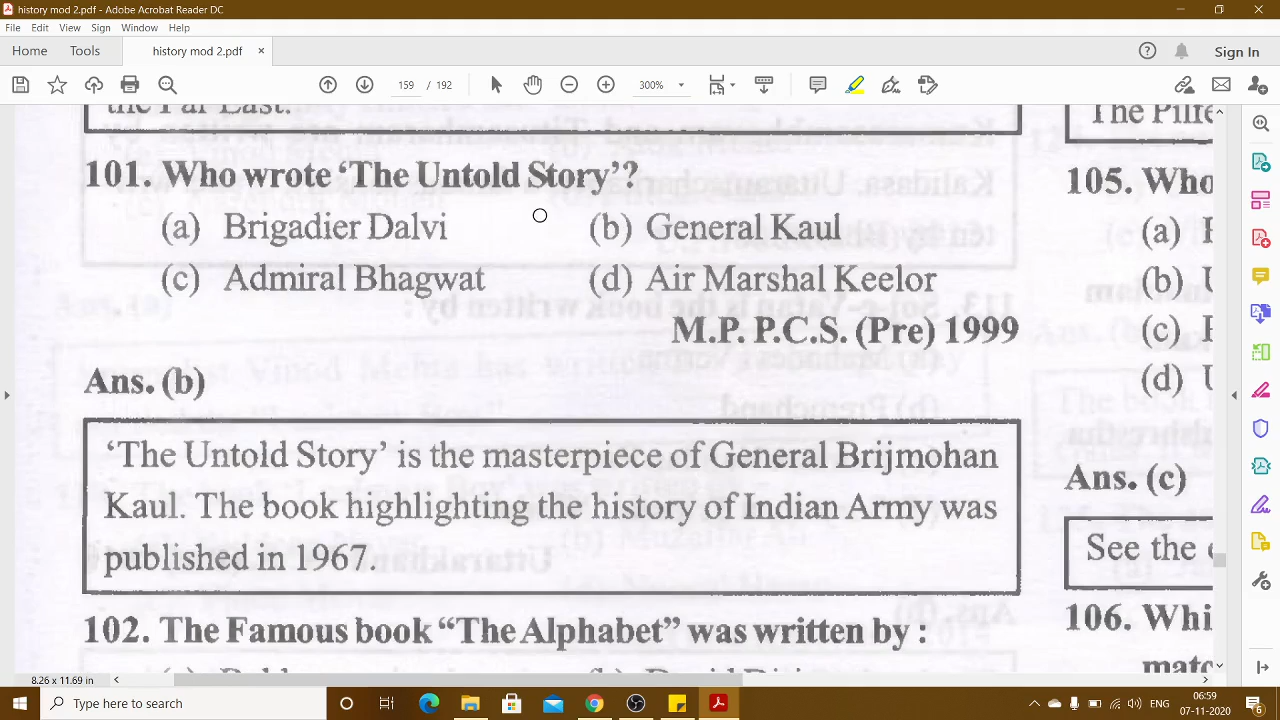 history mod 2.pdf - Adobe Acrobat Reader DC
File Edit View Sign Window Help
Home Tools history mod 2.pdf × Sign In
159 / 192 300%
the Far East.
101. Who wrote ‘The Untold Story’?
(a) Brigadier Dalvi (b) General Kaul
(c) Admiral Bhagwat (d) Air Marshal Keelor
M.P. P.C.S. (Pre) 1999
Ans. (b)
‘The Untold Story’ is the masterpiece of General Brijmohan
Kaul. The book highlighting the history of Indian Army was
published in 1967.
102. The Famous book “The Alphabet” was written by :
(b)
The
105. Who
(a)
(b)
(c)
(d)
Ans. (c)
See the
106.
8.26 x 11.69 in
Type here to search
ENG 06:59
07-11-2020 6